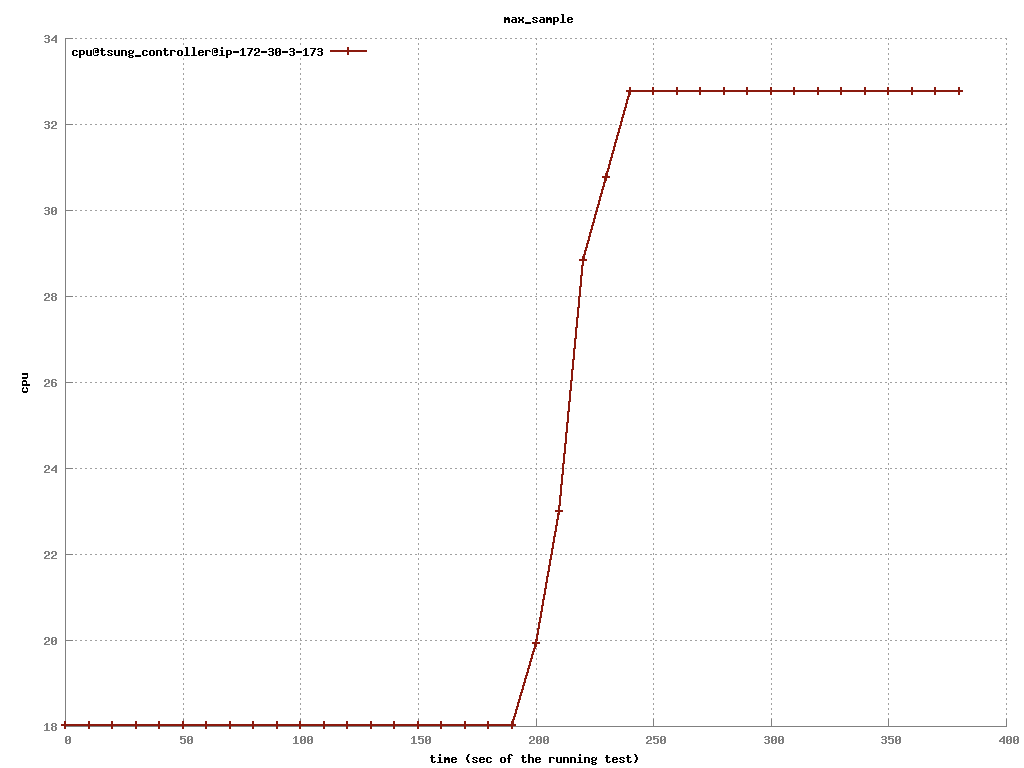 max_sample
cpu@tsung_controller@ip-172-30-3-173
34
32
30
28
26
24
22
20
18
cpu
0 50 100 150 200 250 300 350 400
time (sec of the running test)